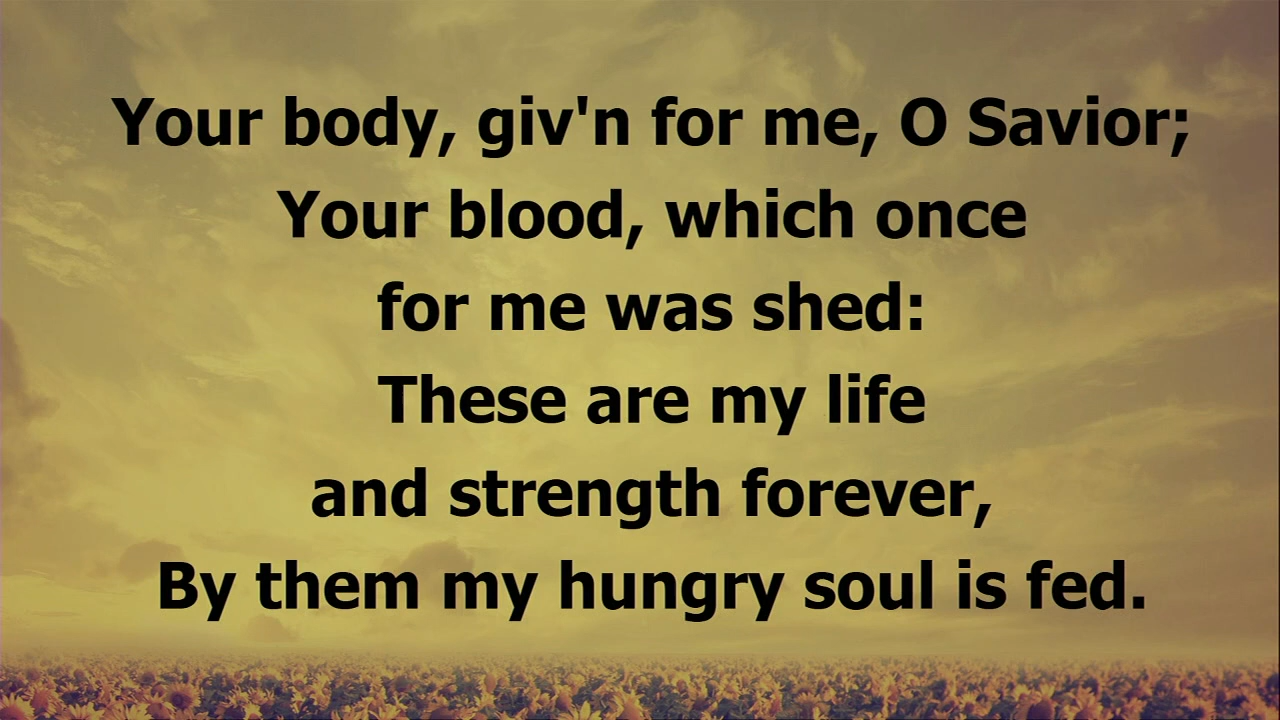 Your body, giv'n for me, O Savior;
Your blood, which once
for me was shed:
These are my life
and strength forever,
By them my hungry soul is fed.